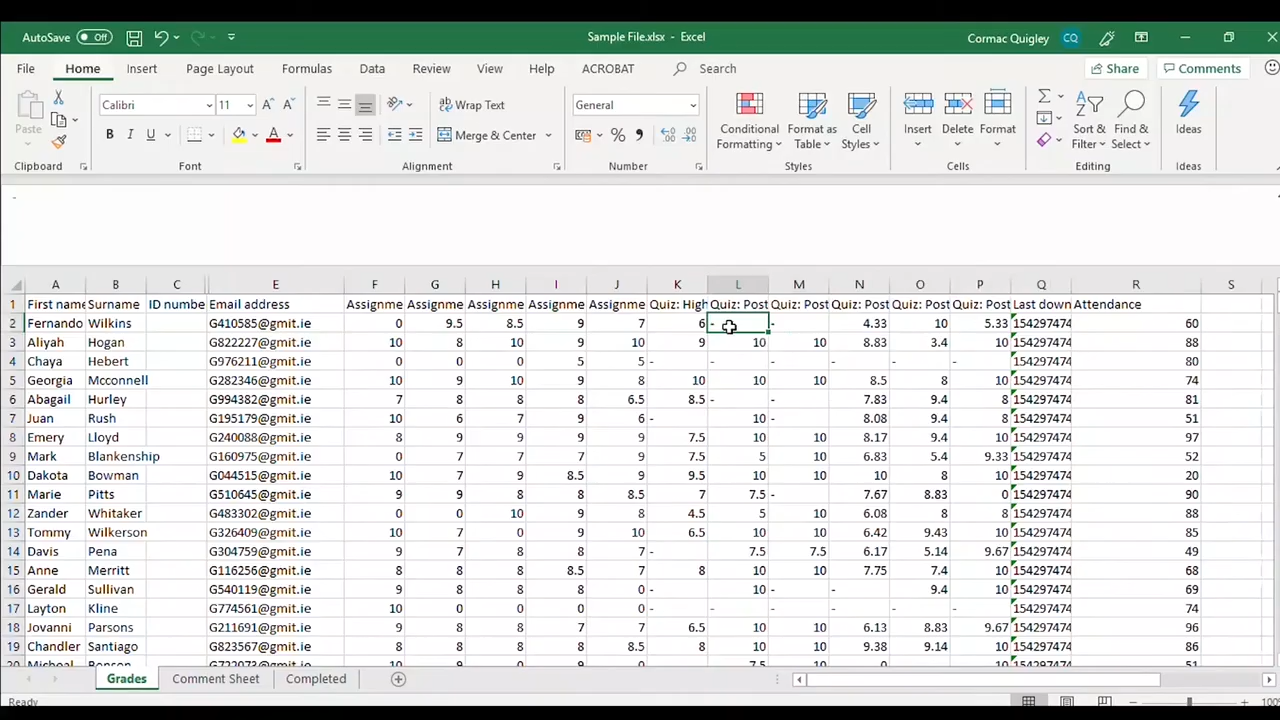 AutoSave Off Sample File.xlsx - Excel Cormac Quigley CQ
File Home Insert Page Layout Formulas Data Review View Help ACROBAT Search Share Comments
Paste Calibri 11 Wrap Text General Conditional Formatting Format as Table Cell Styles Insert Delete Format Sort & Filter Find & Select Ideas
B I U A Merge & Center %
Clipboard Font Alignment Number Styles Cells Editing Ideas
-
A B C E F G H I J K L M N O P Q R S
1 First name Surname ID numbe Email address Assignme Assignme Assignme Assignme Assignme Quiz: High Quiz: Post Quiz: Post Quiz: Post Quiz: Post Quiz: Post Last down Attendance
2 Fernando Wilkins G410585@gmit.ie 0 9.5 8.5 9 7 6 - - 4.33 10 5.33 154297474 60
3 Aliyah Hogan G822227@gmit.ie 10 8 10 9 10 9 10 10 8.83 3.4 10 154297474 88
4 Chaya Hebert G976211@gmit.ie 0 0 0 5 5 - - - - - - 154297474 80
5 Georgia Mcconnell G282346@gmit.ie 10 9 10 9 8 10 10 10 8.5 8 10 154297474 74
6 Abagail Hurley G994382@gmit.ie 7 8 8 8 6.5 8.5 - - 7.83 9.4 8 154297474 81
7 Juan Rush G195179@gmit.ie 10 6 7 9 6 - 10 - 8.08 9.4 8 154297474 51
8 Emery Lloyd G240088@gmit.ie 8 9 9 9 9 7.5 10 10 8.17 9.4 10 154297474 97
9 Mark Blankenship G160975@gmit.ie 0 7 7 7 9 7.5 5 10 6.83 5.4 9.33 154297474 52
10 Dakota Bowman G044515@gmit.ie 10 7 9 8.5 9 9.5 10 10 10 8 10 154297474 20
11 Marie Pitts G510645@gmit.ie 9 9 8 8 8.5 7 7.5 - 7.67 8.83 0 154297474 90
12 Zander Whitaker G483302@gmit.ie 0 0 10 9 8 4.5 5 10 6.08 8 8 154297474 88
13 Tommy Wilkerson G326409@gmit.ie 10 7 0 9 10 6.5 10 10 6.42 9.43 10 154297474 85
14 Davis Pena G304759@gmit.ie 9 7 8 8 7 - 7.5 7.5 6.17 5.14 9.67 154297474 49
15 Anne Merritt G116256@gmit.ie 8 8 8 8.5 7 8 10 10 7.75 7.4 10 154297474 68
16 Gerald Sullivan G540119@gmit.ie 9 8 8 8 0 - 10 - - 9.4 10 154297474 69
17 Layton Kline G774561@gmit.ie 10 0 0 0 0 - - - - - - 154297474 74
18 Jovanni Parsons G211691@gmit.ie 9 8 8 7 7 6.5 10 10 6.13 8.83 9.67 154297474 96
19 Chandler Santiago G823567@gmit.ie 8 8 8 8 8.5 8 10 10 9.38 9.14 10 154297474 86
20 Micheal Benson G722073@gmit.ie 10 9 0 7.5 10 0 10 154297474 51
Grades Comment Sheet Completed
Ready 100%